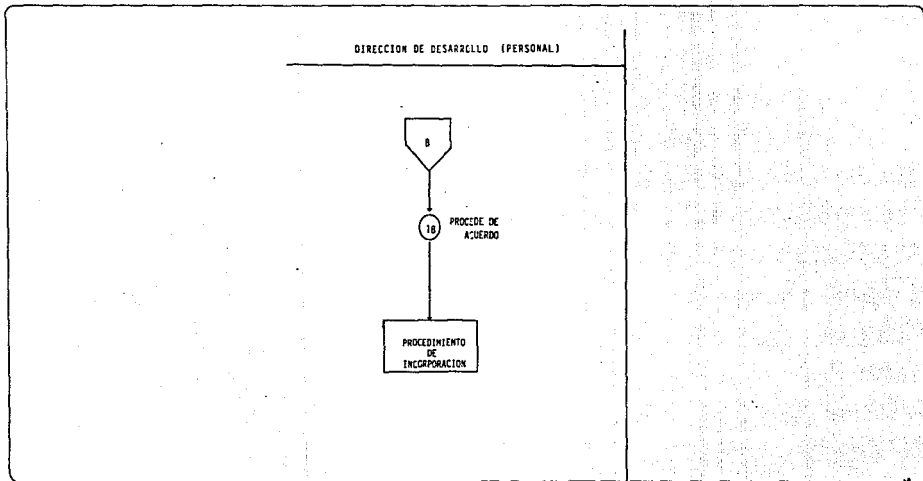 DIRECCION DE DESARROLLO (PERSONAL)
B
18
PROCEDE DE
ACUERDO
PROCEDIMIENTO
DE
INCORPORACION